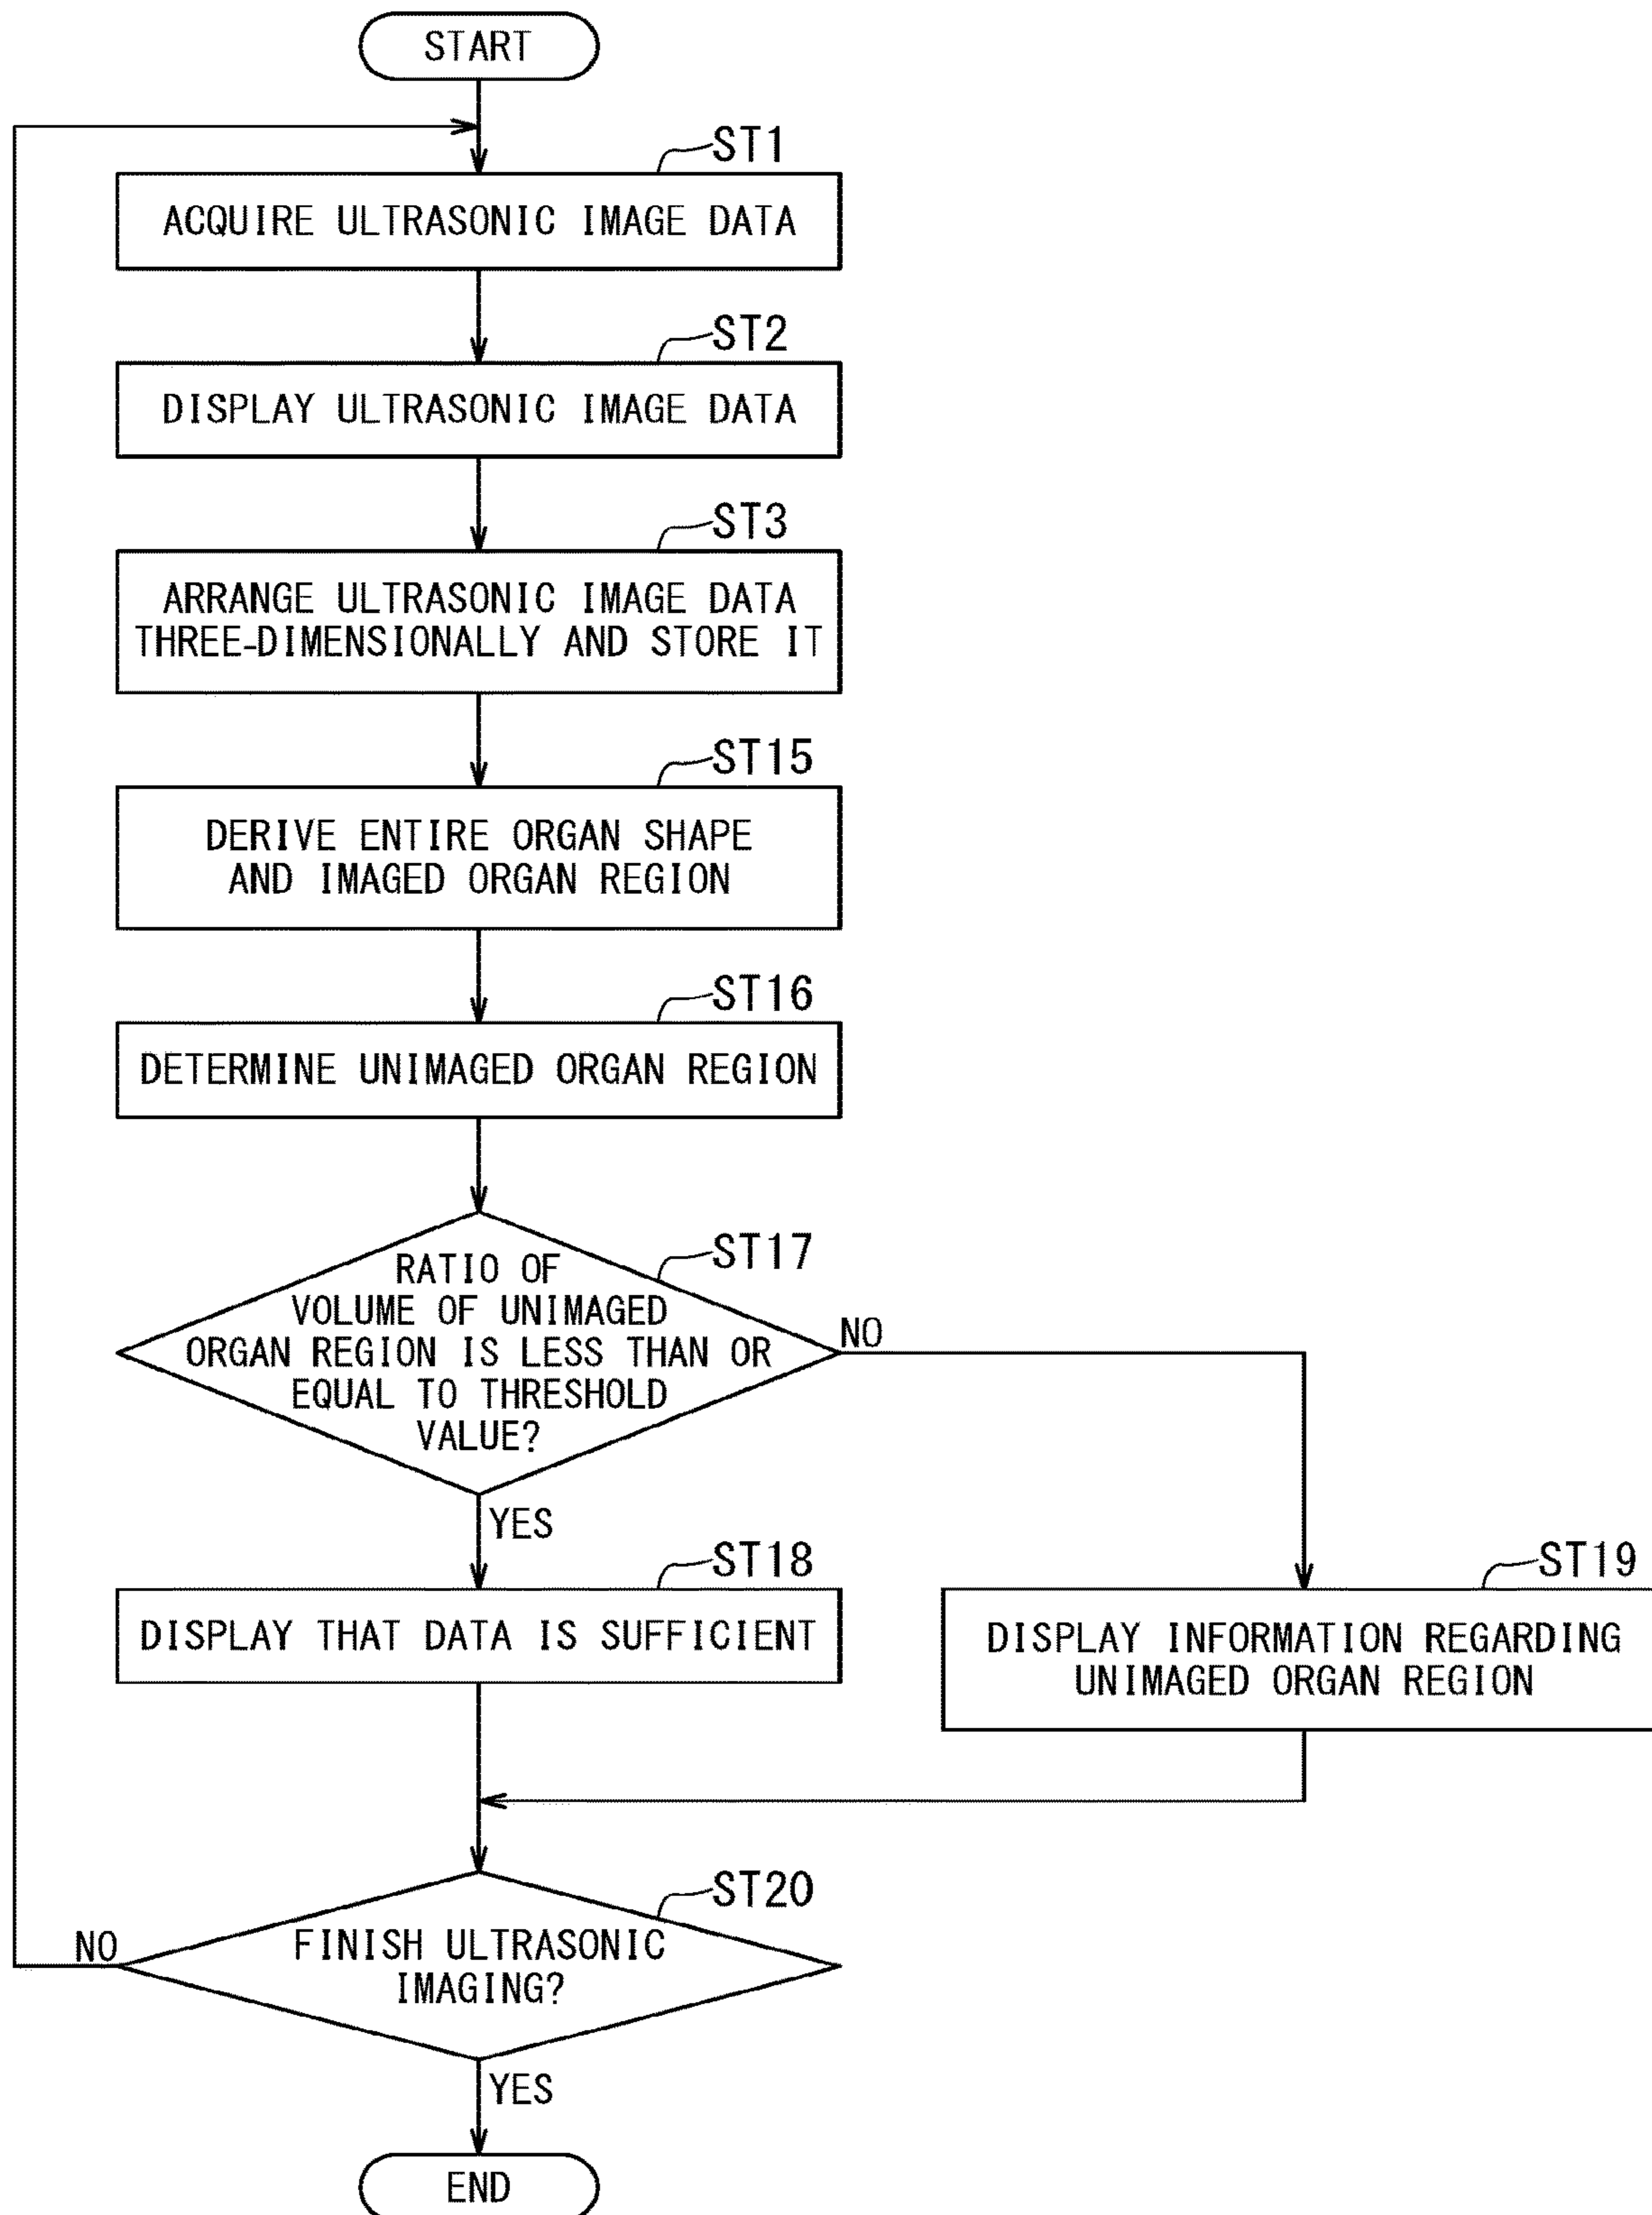 START
ST1
ACQUIRE ULTRASONIC IMAGE DATA
ST2
DISPLAY ULTRASONIC IMAGE DATA
ST3
ARRANGE ULTRASONIC IMAGE DATA
THREE-DIMENSIONALLY AND STORE IT
ST15
DERIVE ENTIRE ORGAN SHAPE
AND IMAGED ORGAN REGION
ST16
DETERMINE UNIMAGED ORGAN REGION
ST17
RATIO OF
VOLUME OF UNIMAGED
ORGAN REGION IS LESS THAN OR
EQUAL TO THRESHOLD
VALUE?
NO
YES
ST18
DISPLAY THAT DATA IS SUFFICIENT
ST19
DISPLAY INFORMATION REGARDING
UNIMAGED ORGAN REGION
ST20
FINISH ULTRASONIC
IMAGING?
NO
YES
END